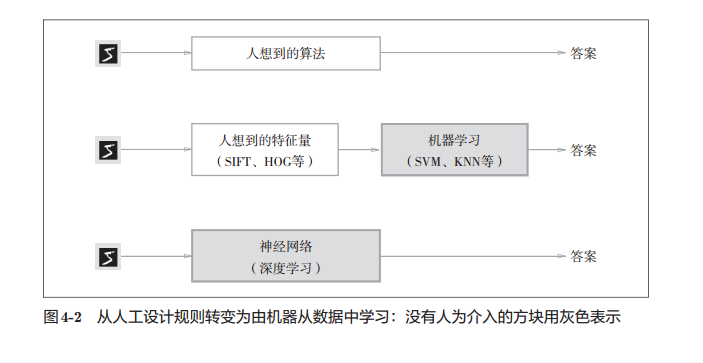 人想到的算法
答案
人想到的特征量
（SIFT、HOG等）
机器学习
（SVM、KNN等）
答案
神经网络
（深度学习）
答案
图4-2 从人工设计规则转变为由机器从数据中学习：没有人为介入的方块用灰色表示